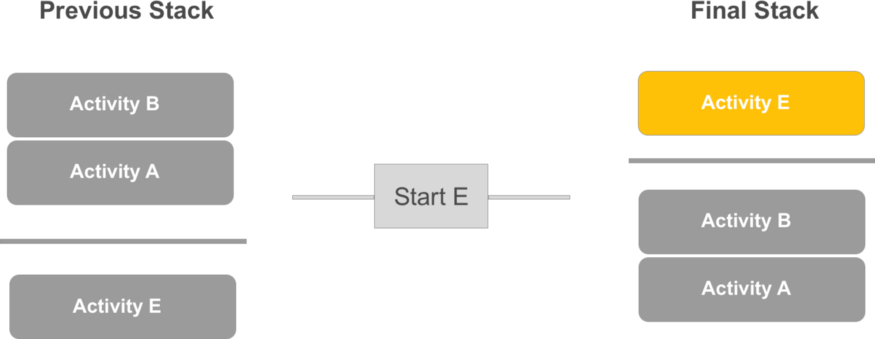 Previous Stack
Activity B
Activity A
Activity E
Start E
Final Stack
Activity E
Activity B
Activity A